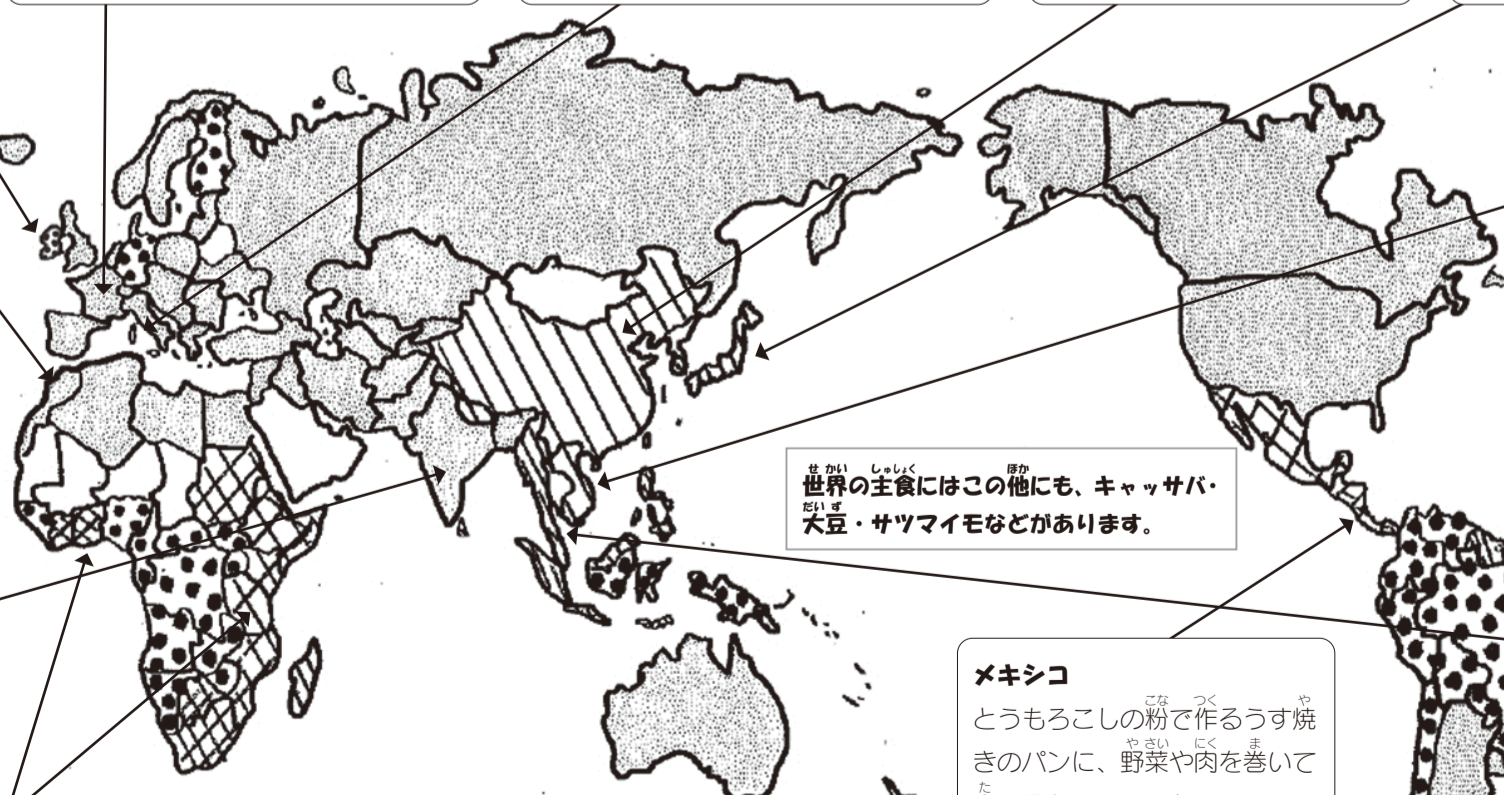 世界の主食にはこの他にも、キャッサバ・
大豆・サツマイモなどがあります。
メキシコ
とうもろこしの粉で作るうす焼
きのパンに、野菜や肉を巻いて